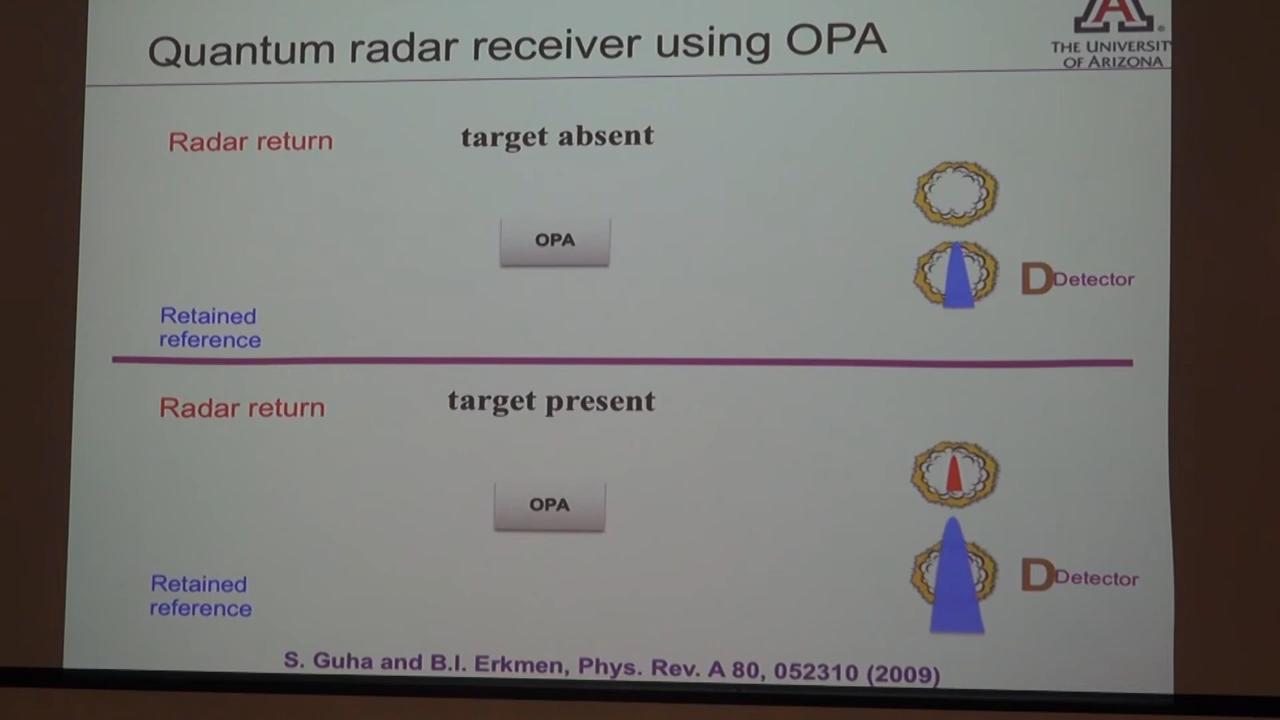 Quantum radar receiver using OPA
A
THE UNIVERSIT
OF ARIZONA
Radar return
target absent
OPA
D Detector
Retained
reference
Radar return
target present
OPA
D Detector
Retained
reference
S. Guha and B.I. Erkmen, Phys. Rev. A 80, 052310 (2009)